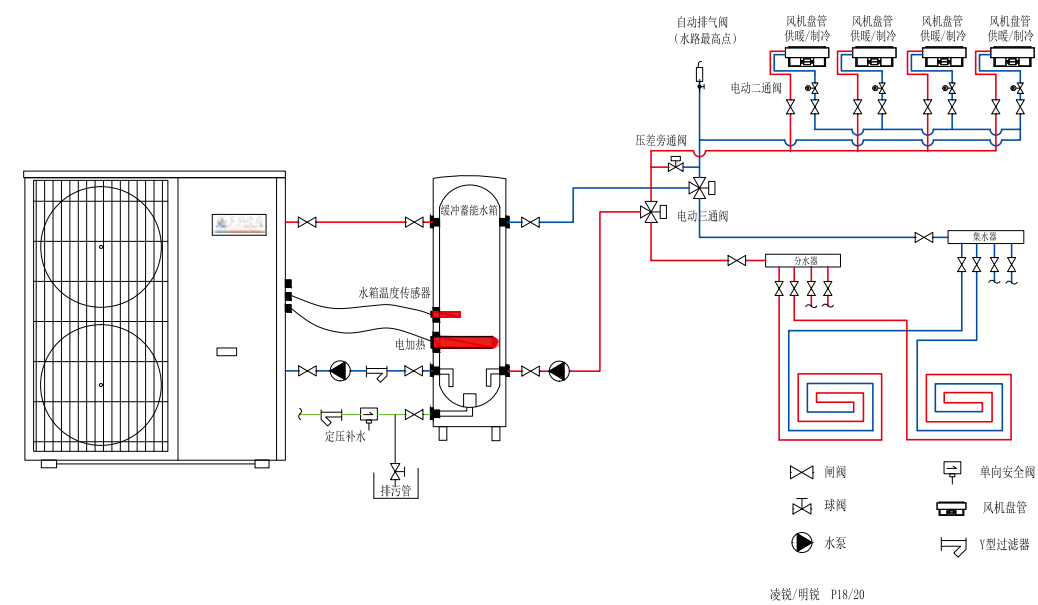 自动排气阀
(水路最高点)
风机盘管
供暖/制冷
风机盘管
供暖/制冷
风机盘管
供暖/制冷
风机盘管
供暖/制冷
电动二通阀
压差旁通阀
缓冲蓄能水箱
电动三通阀
集水器
分水器
水箱温度传感器
电加热
定压补水
排污管
闸阀
单向安全阀
球阀
风机盘管
水泵
Y型过滤器
凌锐/明锐 P18/20